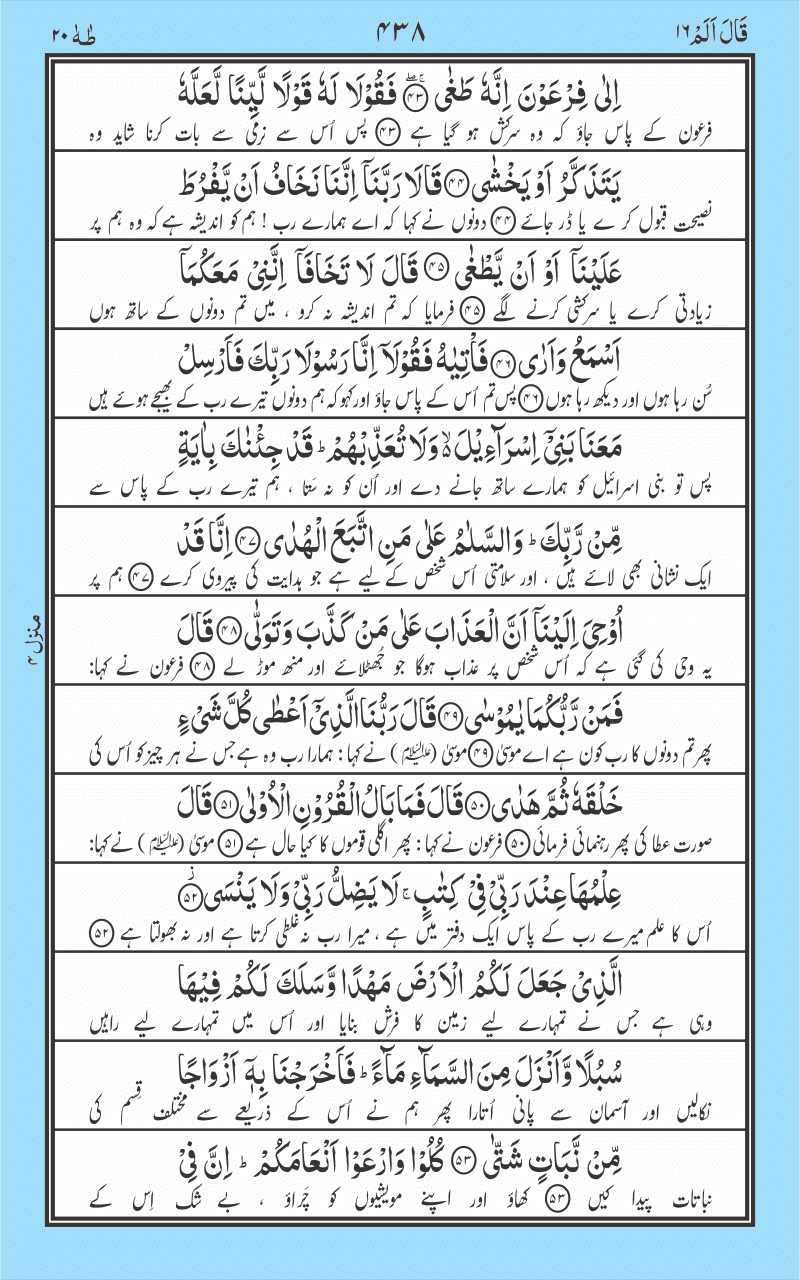 قَالَ اَلَمْ ١٦
٤٣٨
طٰهٰ ٢٠
اِلٰى فِرْعَوْنَ اِنَّهٗ طَغٰى ﴿٤٣﴾ فَقُوْلَا لَهٗ قَوْلًا لَّيِّنًا لَّعَلَّهٗ
فرعون کے پاس جاؤ کہ وہ سرکش ہو گیا ہے ﴿۴۳﴾ پس اُس سے نرمی سے بات کرنا شاید وہ
يَتَذَكَّرُ اَوْ يَخْشٰى ﴿٤٤﴾ قَالَا رَبَّنَاۤ اِنَّنَا نَخَافُ اَنْ يَّفْرُطَ
نصیحت قبول کر ے یا ڈر جائے ﴿۴۴﴾ دونوں نے کہا کہ اے ہمارے رب ! ہم کو اندیشہ ہے کہ وہ ہم پر
عَلَيْنَاۤ اَوْ اَنْ يَّطْغٰى ﴿٤٥﴾ قَالَ لَا تَخَافَاۤ اِنَّنِيْ مَعَكُمَاۤ
زیادتی کرے یا سرکشی کرنے لگے ﴿۴۵﴾ فرمایا کہ تم اندیشہ نہ کرو ، میں تم دونوں کے ساتھ ہوں
اَسْمَعُ وَاَرٰى ﴿٤٦﴾ فَاْتِيٰهُ فَقُوْلَاۤ اِنَّا رَسُوْلَا رَبِّكَ فَاَرْسِلْ
سُن رہا ہوں اور دیکھ رہا ہوں ﴿۴۶﴾ پس تم اُس کے پاس جاؤ اور کہو کہ ہم دونوں تیرے رب کے بھیجے ہوئے ہیں
مَعَنَا بَنِيْۤ اِسْرَآءِيْلَ ۙ وَلَا تُعَذِّبْهُمْ ؕ قَدْ جِئْنٰكَ بِاٰيَةٍ
پس تو بنی اسرائیل کو ہمارے ساتھ جانے دے اور اُن کو نہ سَتا ، ہم تیرے رب کے پاس سے
مِّنْ رَّبِّكَ ؕ وَالسَّلٰمُ عَلٰى مَنِ اتَّبَعَ الْهُدٰى ﴿٤٧﴾ اِنَّا قَدْ
ایک نشانی بھی لائے ہیں ، اور سلامتی اُس شخص کے لیے ہے جو ہدایت کی پیروی کرے ﴿۴۷﴾ ہم پر
اُوْحِيَ اِلَيْنَاۤ اَنَّ الْعَذَابَ عَلٰى مَنْ كَذَّبَ وَتَوَلّٰى ﴿٤٨﴾ قَالَ
یہ وحی کی گئی ہے کہ اُس شخص پر عذاب ہوگا جو جُھٹلائے اور منھ موڑ لے ﴿۴۸﴾ فرعون نے کہا:
فَمَنْ رَّبُّكُمَا يٰمُوْسٰى ﴿٤٩﴾ قَالَ رَبُّنَا الَّذِيْۤ اَعْطٰى كُلَّ شَيْءٍ
پھر تم دونوں کا رب کون ہے اے موسیٰ ﴿۴۹﴾ موسیٰ (علیہ السلام) نے کہا : ہمارا رب وہ ہے جس نے ہر چیز کو اُس کی
خَلْقَهٗ ثُمَّ هَدٰى ﴿٥٠﴾ قَالَ فَمَا بَالُ الْقُرُوْنِ الْاُوْلٰى ﴿٥١﴾ قَالَ
صورت عطا کی پھر رہنمائی فرمائی ﴿۵۰﴾ فرعون نے کہا : پھر اگلی قوموں کا کیا حال ہے ﴿۵۱﴾ موسیٰ (علیہ السلام) نے کہا:
عِلْمُهَا عِنْدَ رَبِّيْ فِيْ كِتٰبٍ ۚ لَا يَضِلُّ رَبِّيْ وَلَا يَنْسَى ﴿٥٢﴾
اُس کا علم میرے رب کے پاس ایک دفتر میں ہے ، میرا رب نہ غلطی کرتا ہے اور نہ بھولتا ہے ﴿۵۲﴾
الَّذِيْ جَعَلَ لَكُمُ الْاَرْضَ مَهْدًا وَّسَلَكَ لَكُمْ فِيْهَا
وہی ہے جس نے تمہارے لیے زمین کا فرش بنایا اور اُس میں تمہارے لیے راہیں
سُبُلًا وَّاَنْزَلَ مِنَ السَّمَآءِ مَآءً ؕ فَاَخْرَجْنَا بِهٖۤ اَزْوَاجًا
نکالیں اور آسمان سے پانی اُتارا پھر ہم نے اُس کے ذریعے سے مختلف قِسم کی
مِّنْ نَّبَاتٍ شَتّٰى ﴿٥٣﴾ كُلُوْا وَارْعَوْا اَنْعَامَكُمْ ؕ اِنَّ فِيْ
نباتات پیدا کیں ﴿۵۳﴾ کھاؤ اور اپنے مویشیوں کو چَراؤ ، بے شک اِس کے
منزل ۴